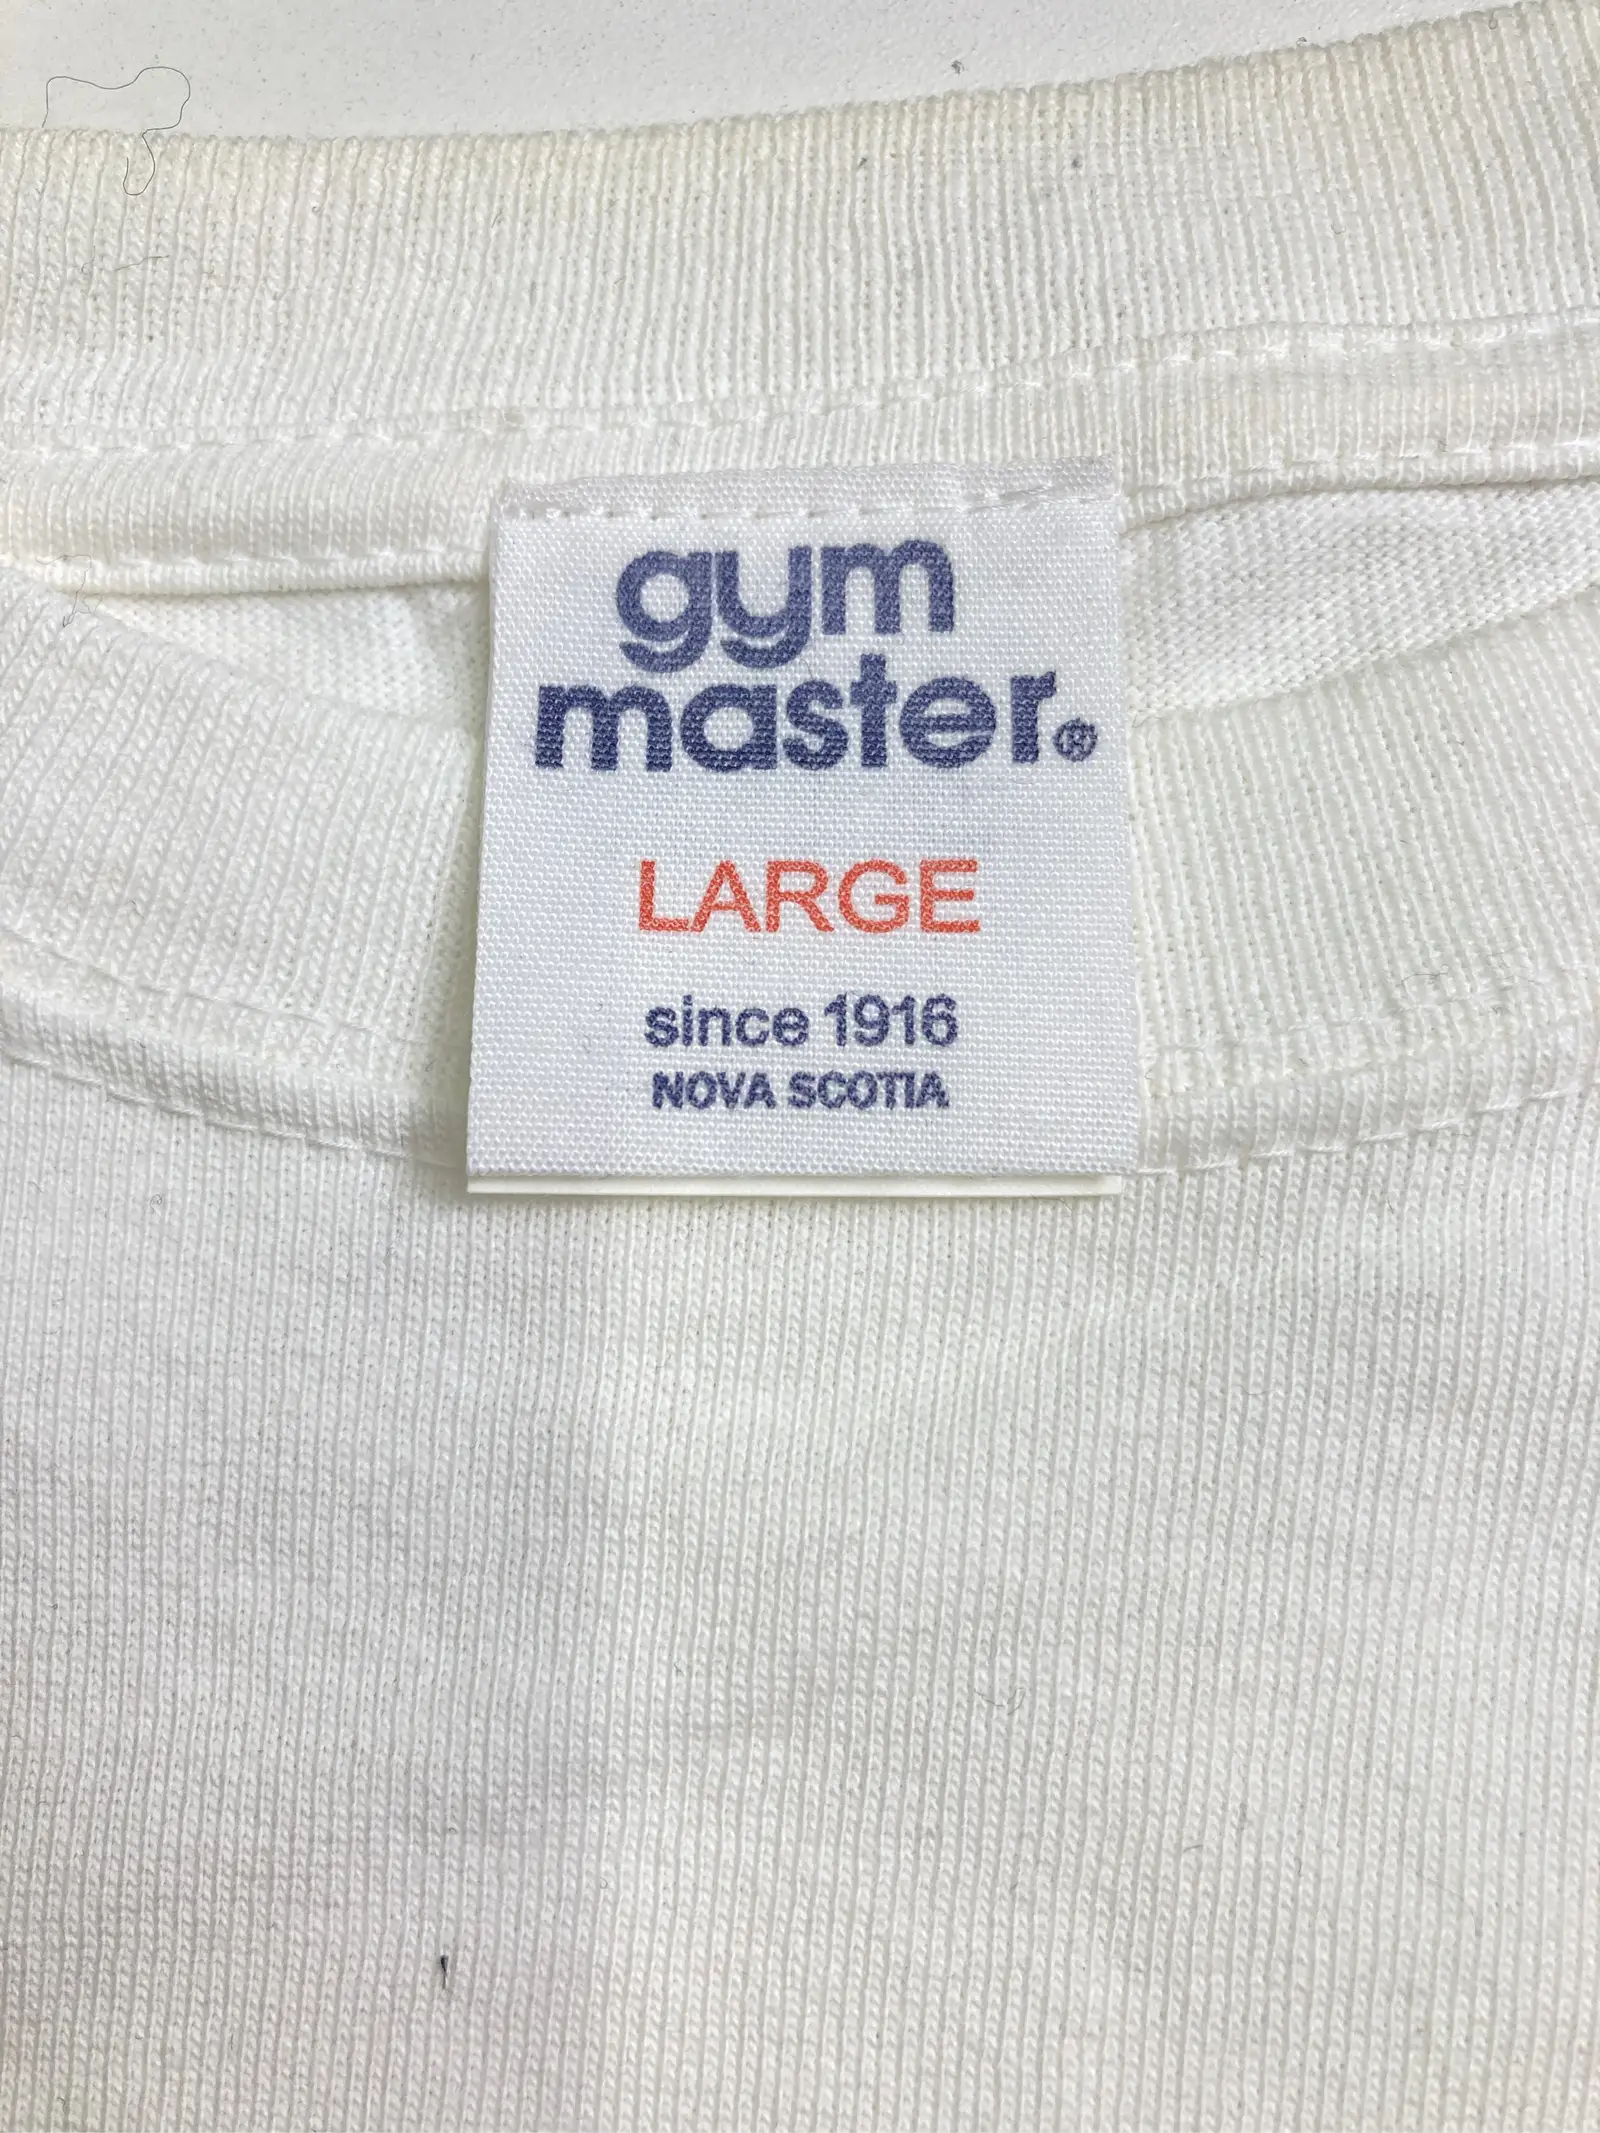 gym
master®
LARGE
since 1916
NOVA SCOTIA